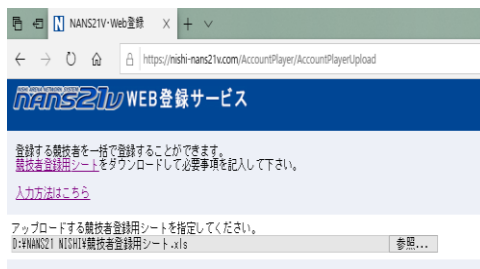 NANS21V・Web登録
https://nishi-nans21v.com/AccountPlayer/AccountPlayerUpload
NISHI ARENA NETWORK SYSTEM
NANS21V WEB登録サービス
登録する競技者を一括で登録することができます。
競技者登録用シートをダウンロードして必要事項を記入して下さい。
入力方法はこちら
アップロードする競技者登録用シートを指定してください。
D:¥NANS21 NISHI¥競技者登録用シート.xls 参照...